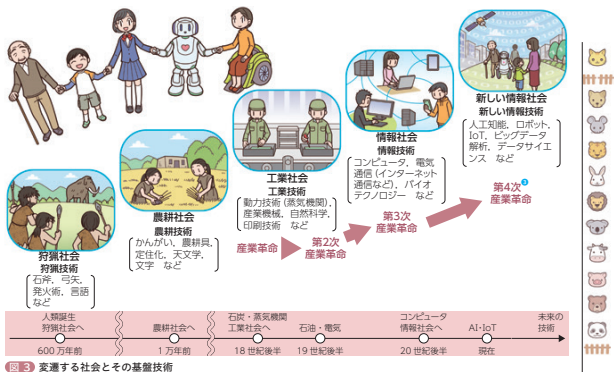 新しい情報社会
新しい情報技術
人工知能，ロボット，
IoT，ビッグデータ
解析，データサイエ
ンス など
情報社会
情報技術
コンピュータ，電気
通信（インターネット
通信など），バイオ
テクノロジー など
工業社会
工業技術
動力技術（蒸気機関），
産業機械，自然科学，
印刷技術 など
農耕社会
農耕技術
かんがい，農耕具，
定住化，天文学，
文字 など
狩猟社会
狩猟技術
石斧，弓矢，
発火術，言語
など
産業革命
第2次
産業革命
第3次
産業革命
第4次❸
産業革命
人類誕生
狩猟社会へ
600万年前
農耕社会へ
1万年前
石炭・蒸気機関
工業社会へ
18世紀後半
石油・電気
19世紀後半
コンピュータ
情報社会へ
20世紀後半
AI・IoT
現在
未来の
技術
図3 変遷する社会とその基盤技術